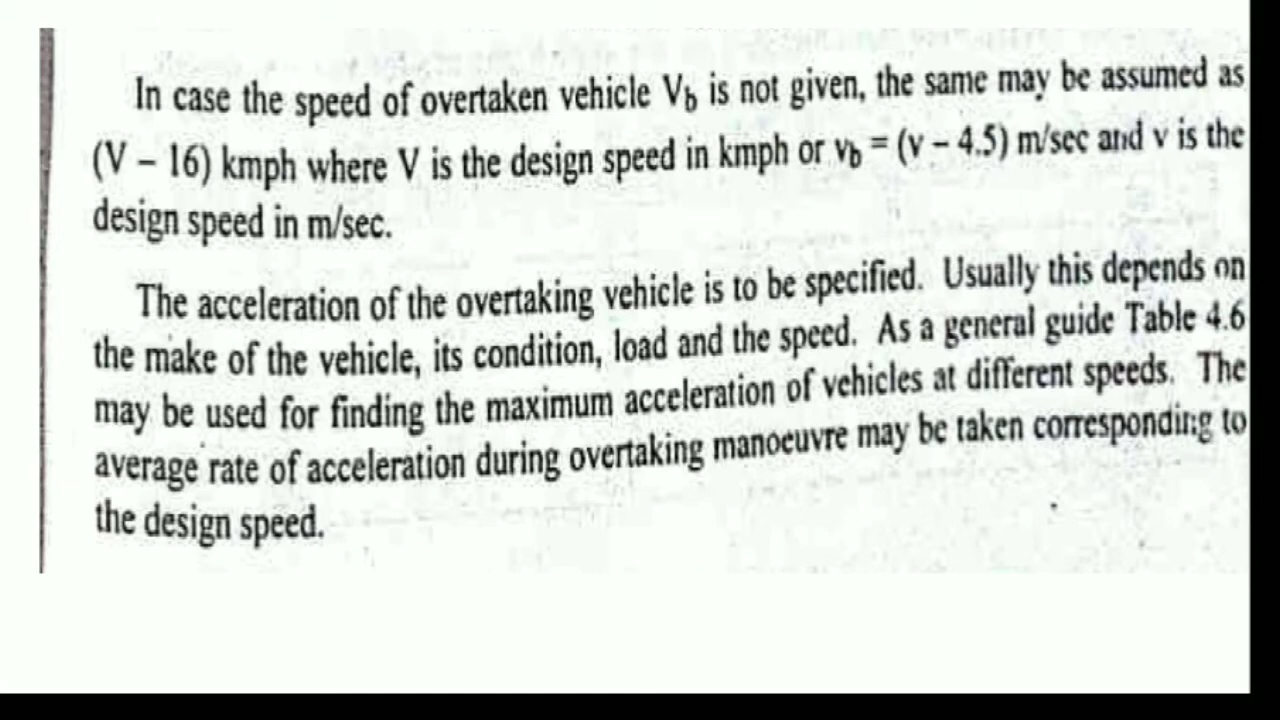 In case the speed of overtaken vehicle Vb is not given, the same may be assumed as
(V – 16) kmph where V is the design speed in kmph or vb = (v – 4.5) m/sec and v is the
design speed in m/sec.
The acceleration of the overtaking vehicle is to be specified. Usually this depends on
the make of the vehicle, its condition, load and the speed. As a general guide Table 4.6
may be used for finding the maximum acceleration of vehicles at different speeds. The
average rate of acceleration during overtaking manoeuvre may be taken corresponding to
the design speed.